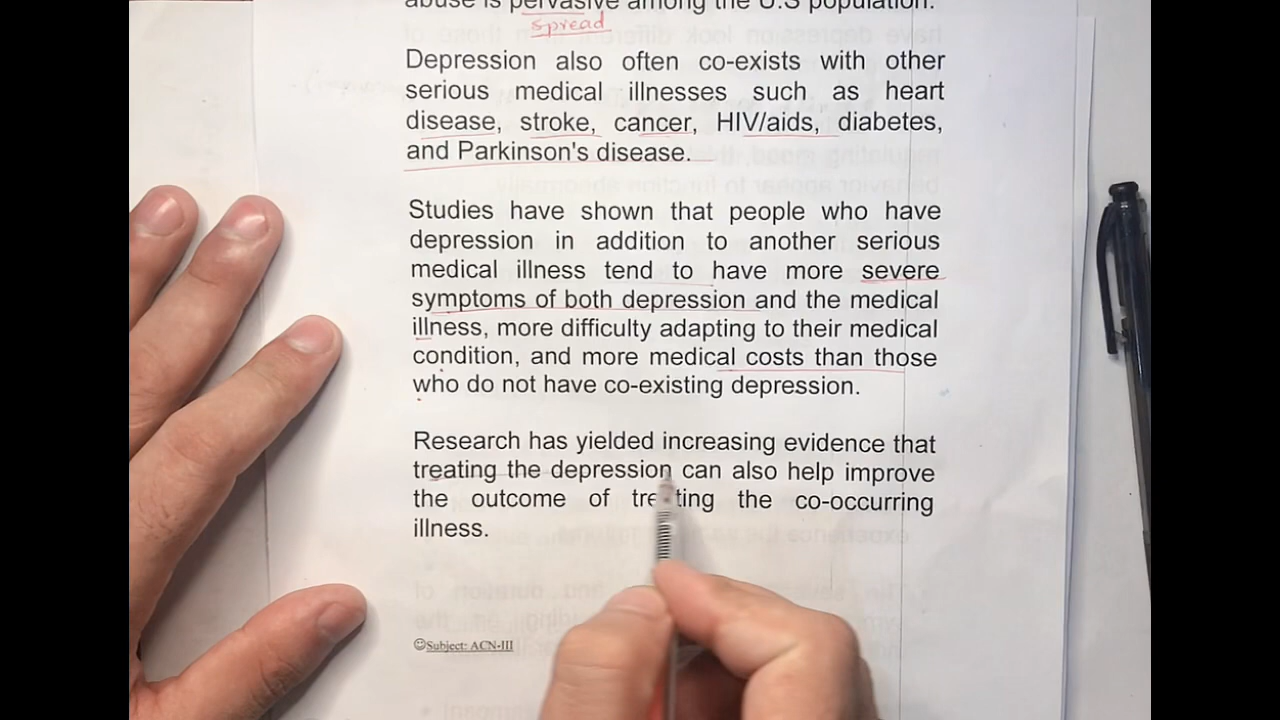 abuse is pervasive among the U.S population.
spread
Depression also often co-exists with other
serious medical illnesses such as heart
disease, stroke, cancer, HIV/aids, diabetes,
and Parkinson's disease.
Studies have shown that people who have
depression in addition to another serious
medical illness tend to have more severe
symptoms of both depression and the medical
illness, more difficulty adapting to their medical
condition, and more medical costs than those
who do not have co-existing depression.
Research has yielded increasing evidence that
treating the depression can also help improve
the outcome of treating the co-occurring
illness.
☺Subject: ACN-III